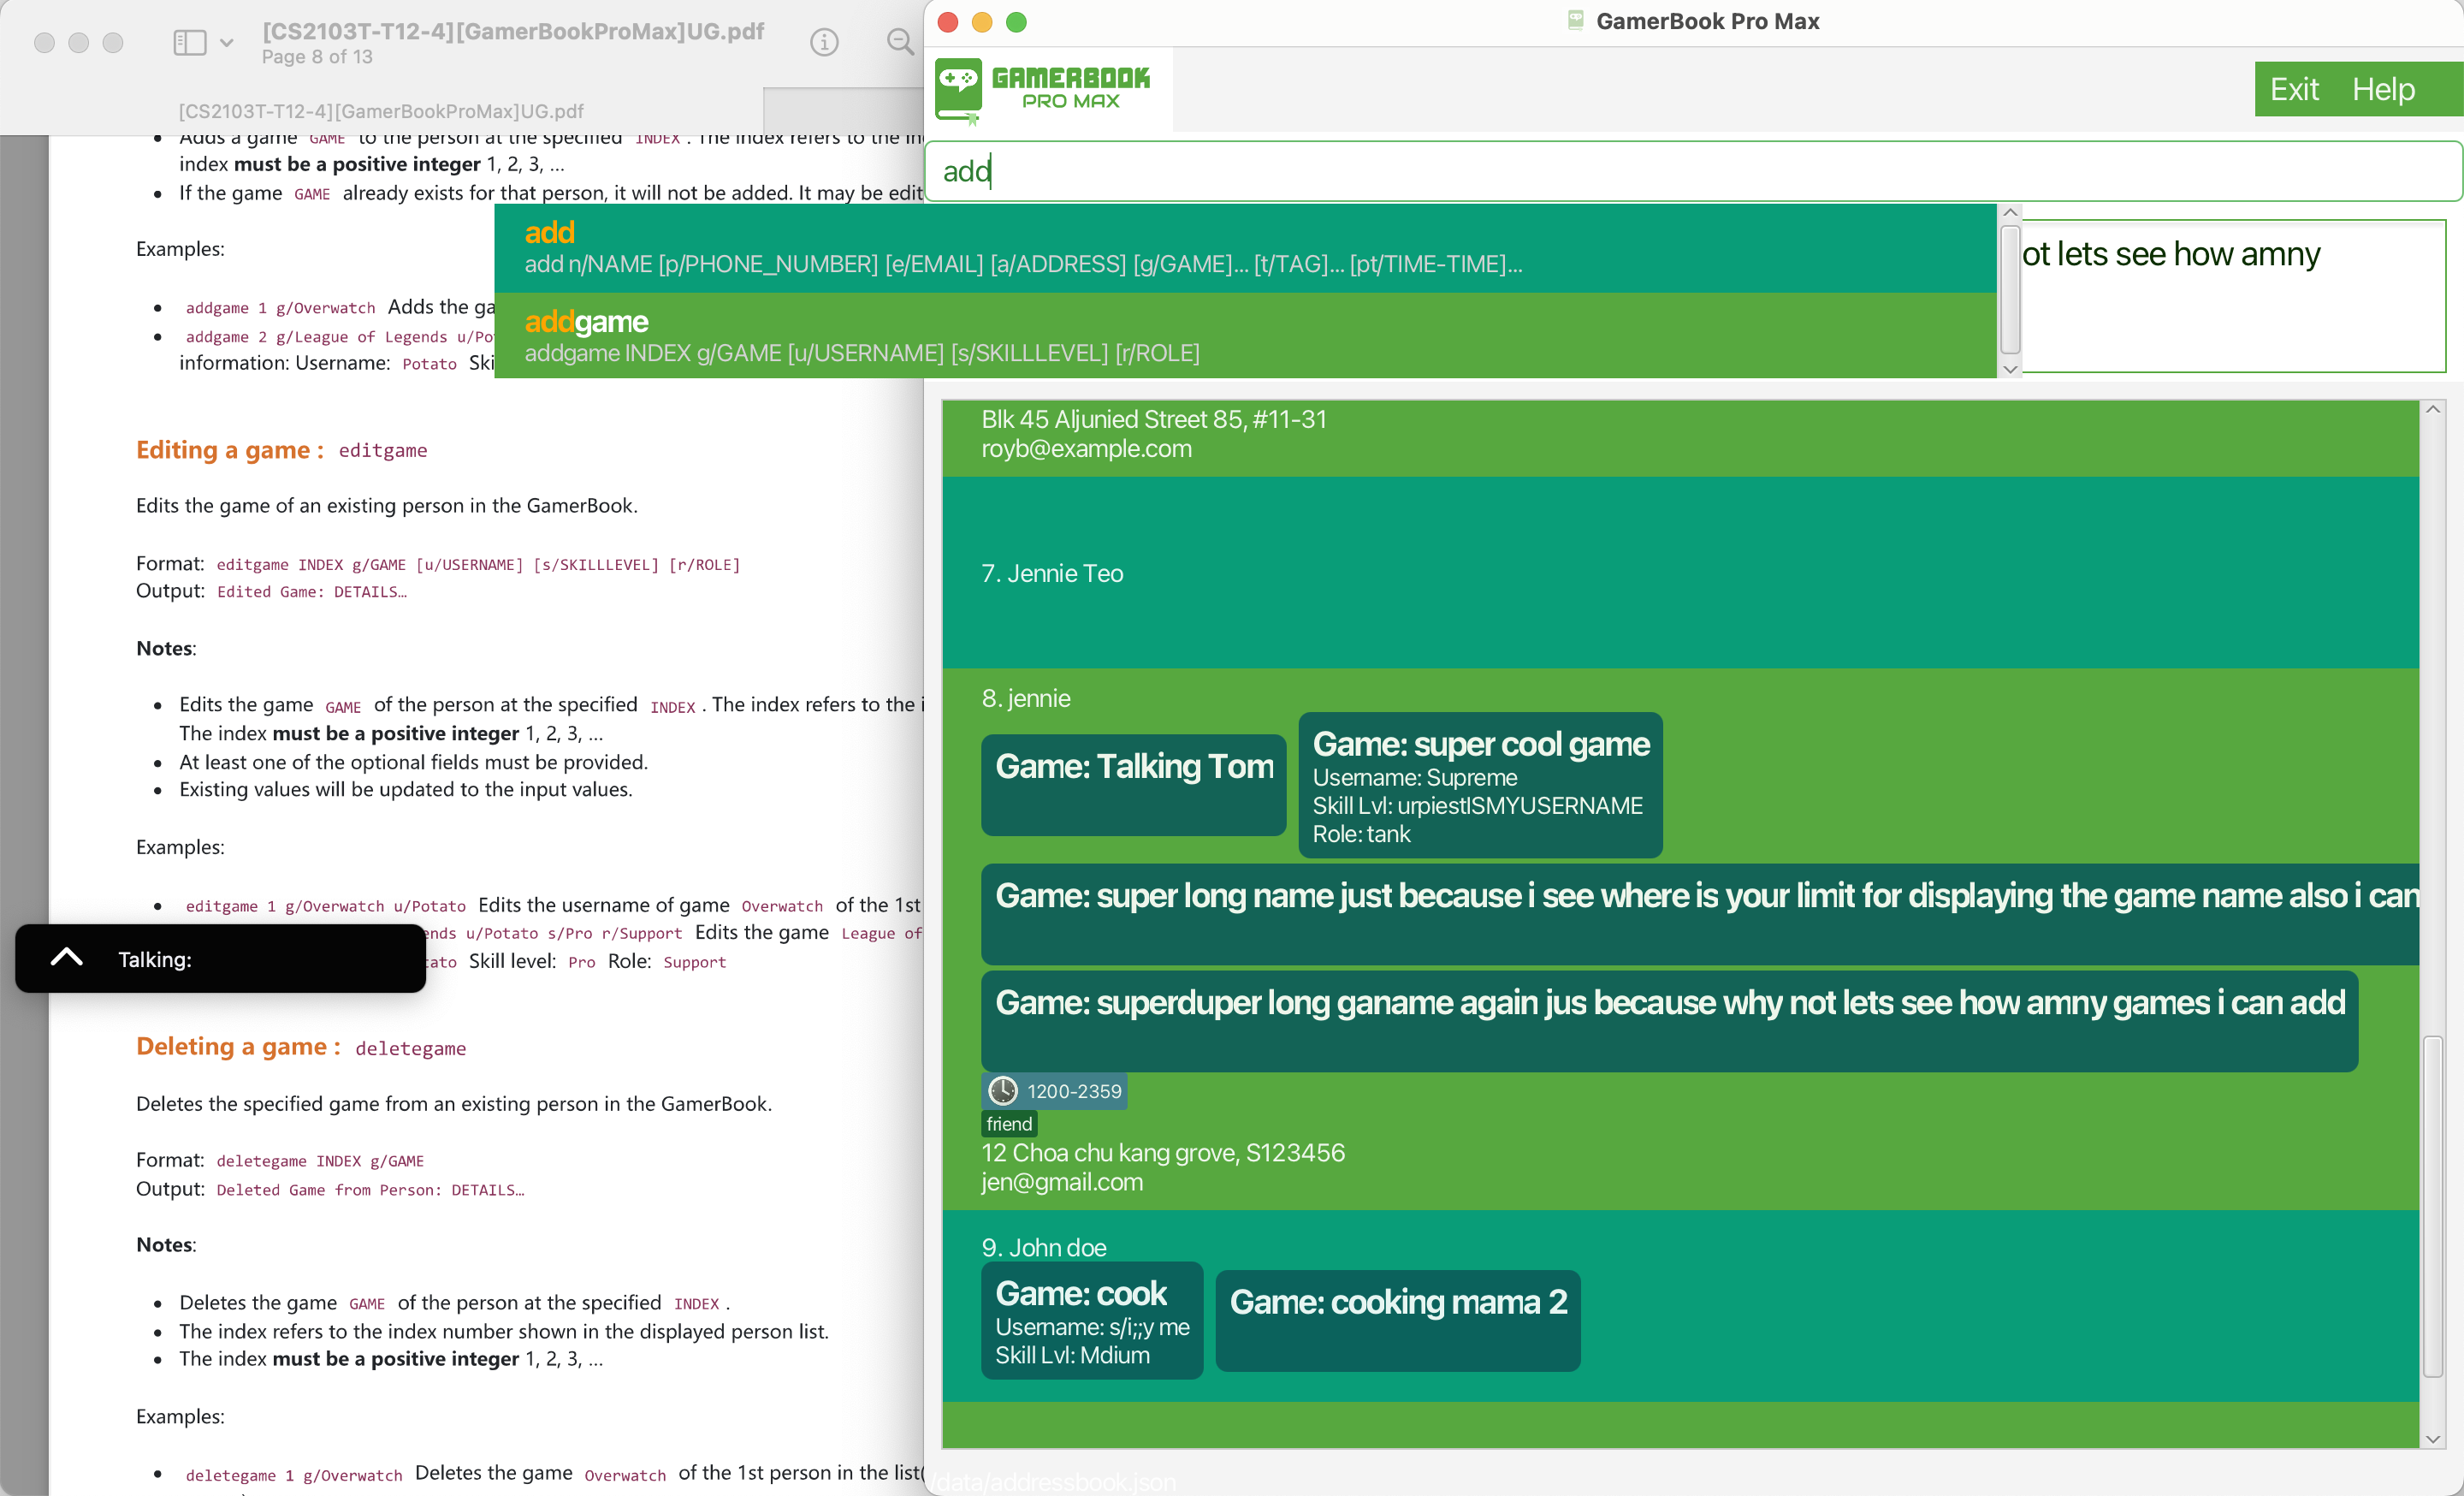 [CS2103T-T12-4][GamerBookProMax]UG.pdf
Page 8 of 13
[CS2103T-T12-4][GamerBookProMax]UG.pdf
• Adds a game GAME to the person at the specified INDEX . The index refers to the in
index must be a positive integer 1, 2, 3, ...
• If the game GAME already exists for that person, it will not be added. It may be edit
Examples:
• addgame 1 g/Overwatch Adds the ga
• addgame 2 g/League of Legends u/Po
information: Username: Potato Ski
Editing a game : editgame
Edits the game of an existing person in the GamerBook.
Format: editgame INDEX g/GAME [u/USERNAME] [s/SKILLLEVEL] [r/ROLE]
Output: Edited Game: DETAILS…
Notes:
• Edits the game GAME of the person at the specified INDEX . The index refers to the i
The index must be a positive integer 1, 2, 3, ...
• At least one of the optional fields must be provided.
• Existing values will be updated to the input values.
Examples:
• editgame 1 g/Overwatch u/Potato Edits the username of game Overwatch of the 1st
ends u/Potato s/Pro r/Support Edits the game League of
tato Skill level: Pro Role: Support
Talking:
Deleting a game : deletegame
Deletes the specified game from an existing person in the GamerBook.
Format: deletegame INDEX g/GAME
Output: Deleted Game from Person: DETAILS…
Notes:
• Deletes the game GAME of the person at the specified INDEX .
• The index refers to the index number shown in the displayed person list.
• The index must be a positive integer 1, 2, 3, ...
Examples:
• deletegame 1 g/Overwatch Deletes the game Overwatch of the 1st person in the list(
GamerBook Pro Max
GAMERBOOK
PRO MAX
Exit Help
add
add
add n/NAME [p/PHONE_NUMBER] [e/EMAIL] [a/ADDRESS] [g/GAME]... [t/TAG]... [pt/TIME-TIME]...
addgame
addgame INDEX g/GAME [u/USERNAME] [s/SKILLLEVEL] [r/ROLE]
ot lets see how amny
Blk 45 Aljunied Street 85, #11-31
royb@example.com
7. Jennie Teo
8. jennie
Game: Talking Tom
Game: super cool game
Username: Supreme
Skill Lvl: urpiestISMYUSERNAME
Role: tank
Game: super long name just because i see where is your limit for displaying the game name also i can
Game: superduper long ganame again jus because why not lets see how amny games i can add
1200-2359
friend
12 Choa chu kang grove, S123456
jen@gmail.com
9. John doe
Game: cook
Username: s/i;;y me
Skill Lvl: Mdium
Game: cooking mama 2
/data/addressbook.json